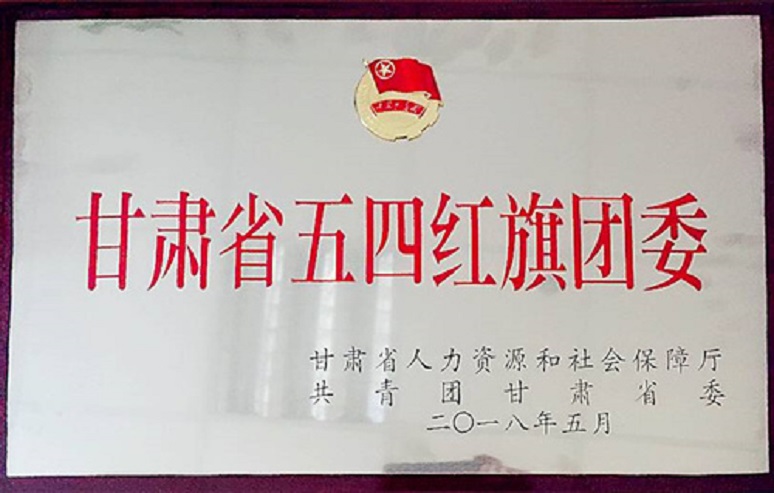 甘肃省五四红旗团委
甘肃省人力资源和社会保障厅
共青团甘肃省委
二〇一八年五月